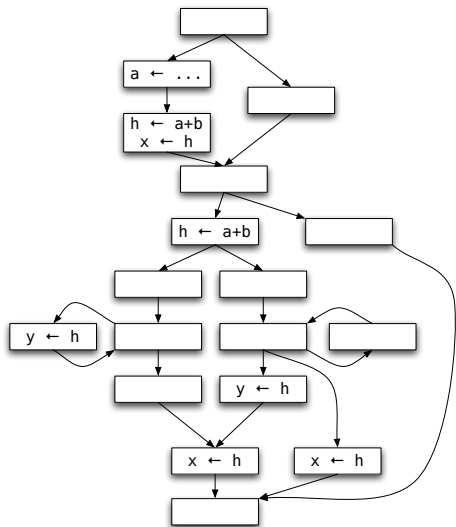 a ← ...
h ← a+b
x ← h
h ← a+b
y ← h
y ← h
x ← h
x ← h